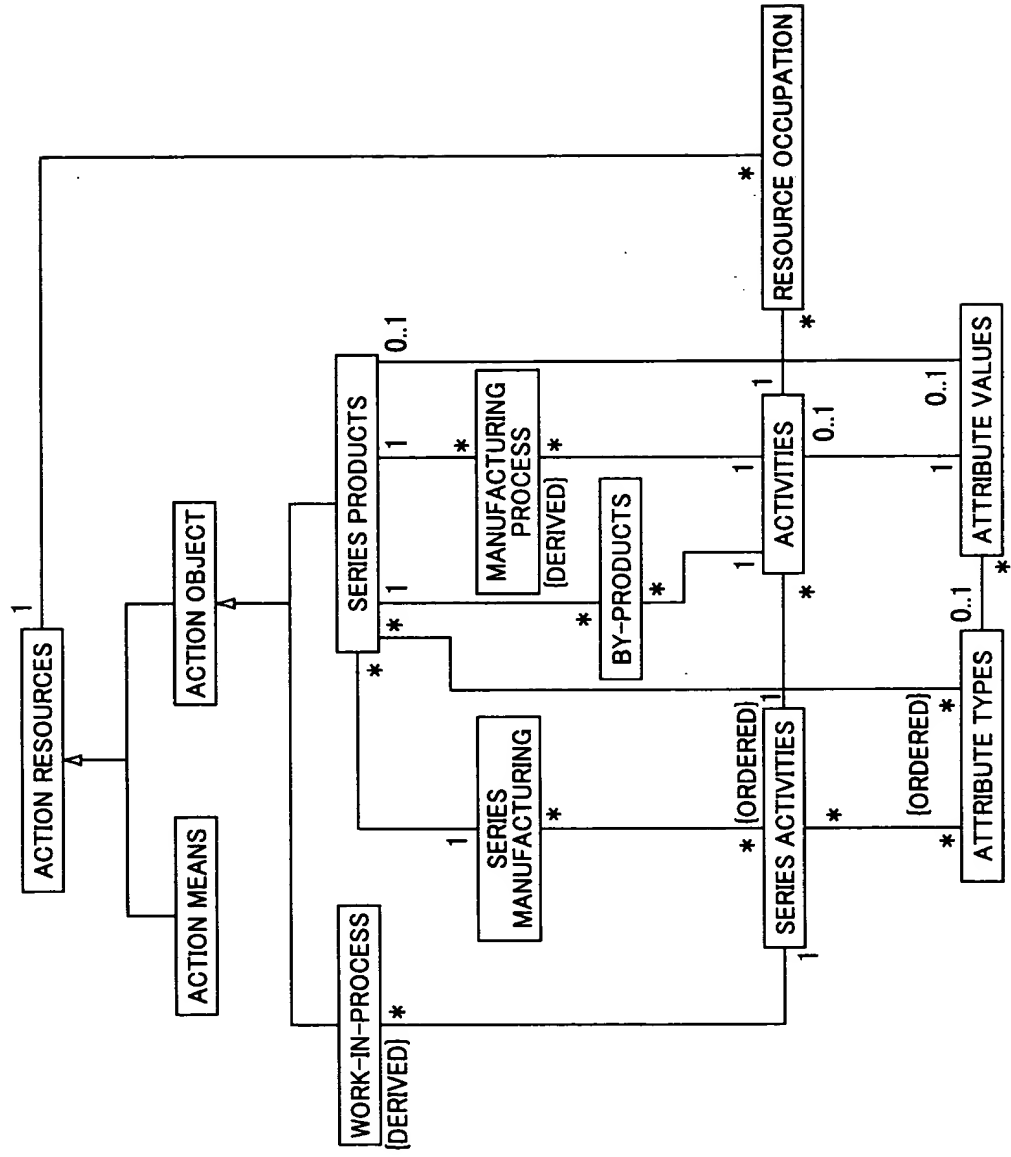 ACTION RESOURCES
1
ACTION MEANS
ACTION OBJECT
WORK-IN-PROCESS
{DERIVED}
*
SERIES PRODUCTS
*
*
1
1
0..1
1
SERIES
MANUFACTURING
*
*
MANUFACTURING
PROCESS
{DERIVED}
*
*
BY-PRODUCTS
*
*
{ORDERED}
1
1
1
1
*
SERIES ACTIVITIES
ACTIVITIES
RESOURCE OCCUPATION
1
*
*
0..1
*
*
{ORDERED}
*
0..1
1
0..1
ATTRIBUTE TYPES
ATTRIBUTE VALUES
*